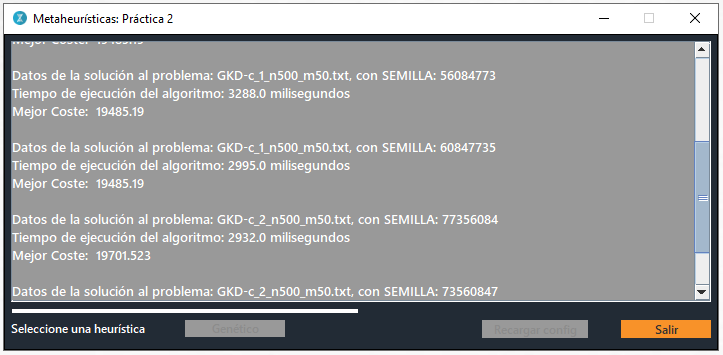 Metaheurísticas: Práctica 2
Mejor Coste: 19485.19
Datos de la solución al problema: GKD-c_1_n500_m50.txt, con SEMILLA: 56084773
Tiempo de ejecución del algoritmo: 3288.0 milisegundos
Mejor Coste: 19485.19
Datos de la solución al problema: GKD-c_1_n500_m50.txt, con SEMILLA: 60847735
Tiempo de ejecución del algoritmo: 2995.0 milisegundos
Mejor Coste: 19485.19
Datos de la solución al problema: GKD-c_2_n500_m50.txt, con SEMILLA: 77356084
Tiempo de ejecución del algoritmo: 2932.0 milisegundos
Mejor Coste: 19701.523
Datos de la solución al problema: GKD-c_2_n500_m50.txt, con SEMILLA: 73560847
Seleccione una heurística
Genético
Recargar config
Salir